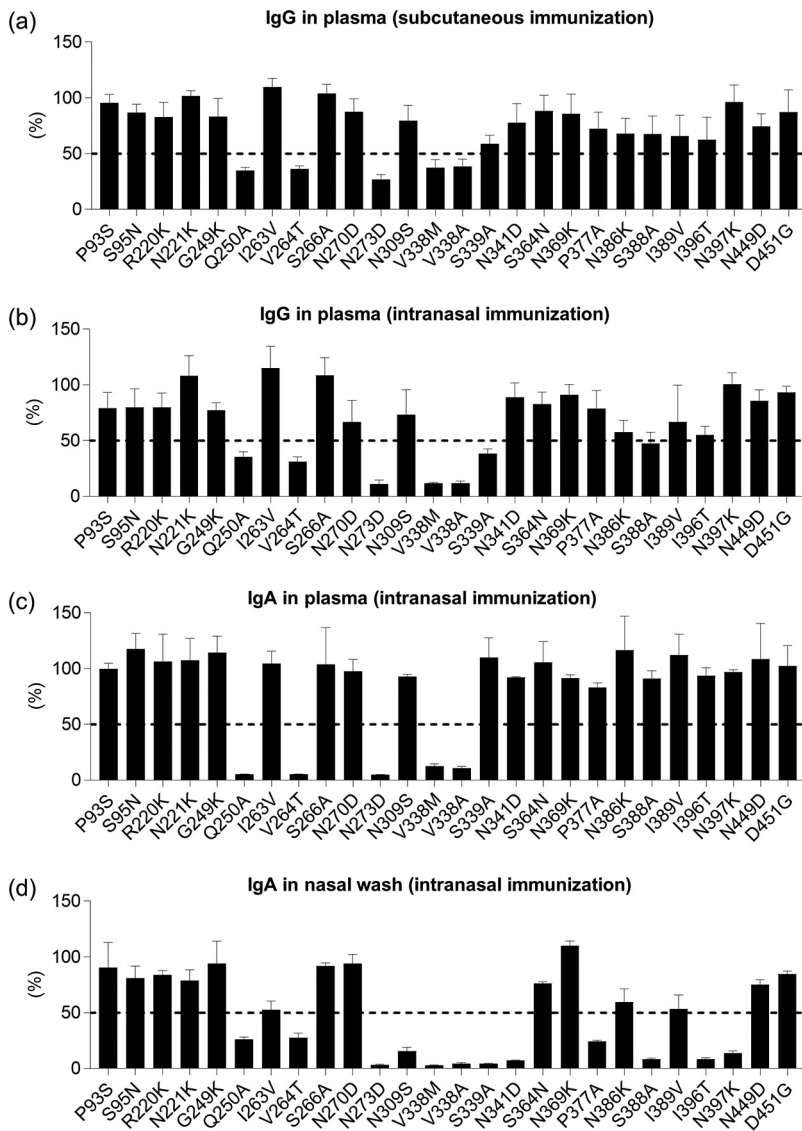 (a)
IgG in plasma (subcutaneous immunization)
150
100
50
0
(%)
P93S S95N R220K N221K G249K Q250A I263V V264T S266A N270D N273D N309S V338M V338A S339A N341D S364N N369K P377A N386K S388A I389V I396T N397K N449D D451G
(b)
IgG in plasma (intranasal immunization)
150
100
50
0
(%)
P93S S95N R220K N221K G249K Q250A I263V V264T S266A N270D N273D N309S V338M V338A S339A N341D S364N N369K P377A N386K S388A I389V I396T N397K N449D D451G
(c)
IgA in plasma (intranasal immunization)
150
100
50
0
(%)
P93S S95N R220K N221K G249K Q250A I263V V264T S266A N270D N273D N309S V338M V338A S339A N341D S364N N369K P377A N386K S388A I389V I396T N397K N449D D451G
(d)
IgA in nasal wash (intranasal immunization)
150
100
50
0
(%)
P93S S95N R220K N221K G249K Q250A I263V V264T S266A N270D N273D N309S V338M V338A S339A N341D S364N N369K P377A N386K S388A I389V I396T N397K N449D D451G